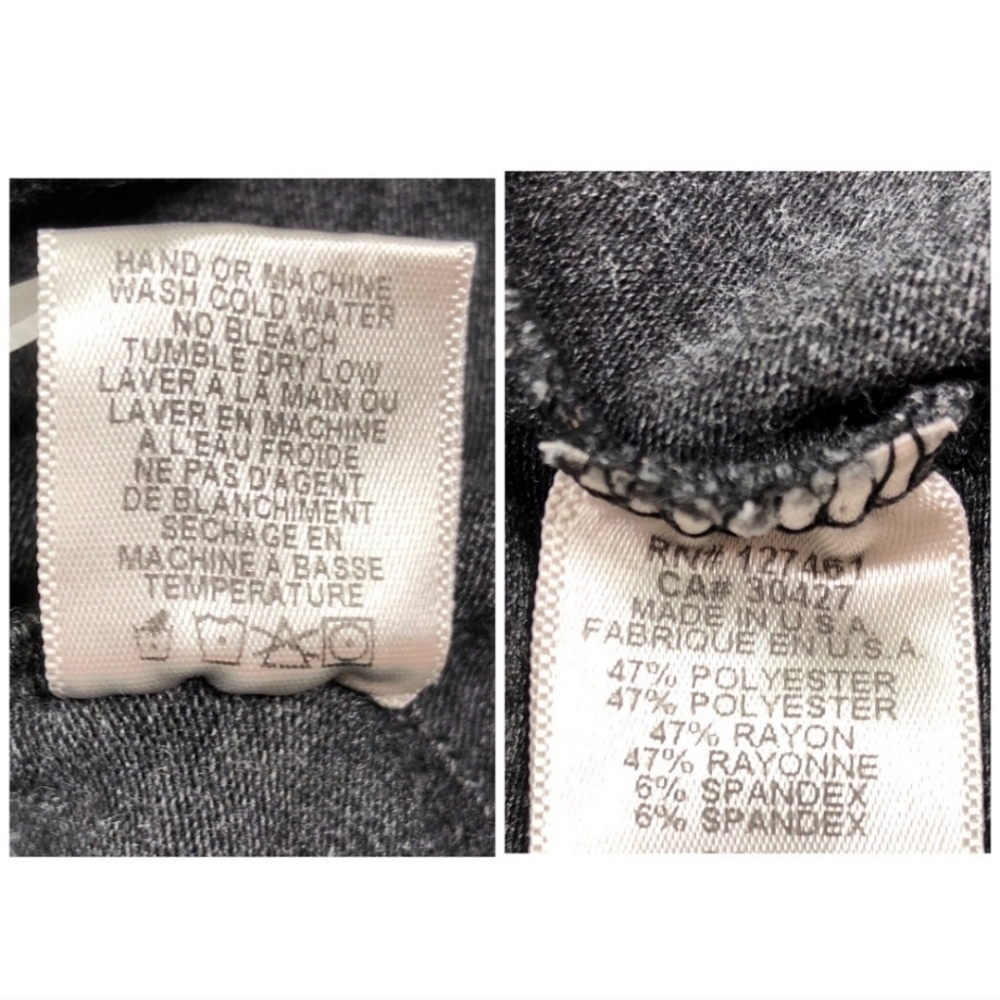 HAND OR MACHINE
WASH COLD WATER
NO BLEACH
TUMBLE DRY LOW
LAVER A LA MAIN OU
LAVER EN MACHINE
A L'EAU FROIDE
NE PAS D'AGENT
DE BLANCHIMENT
SECHAGE EN
MACHINE A BASSE
TEMPERATURE
RN# 127461
CA# 30427
MADE IN U.S.A.
FABRIQUE EN U.S.A.
47% POLYESTER
47% POLYESTER
47% RAYON
47% RAYONNE
6% SPANDEX
6% SPANDEX